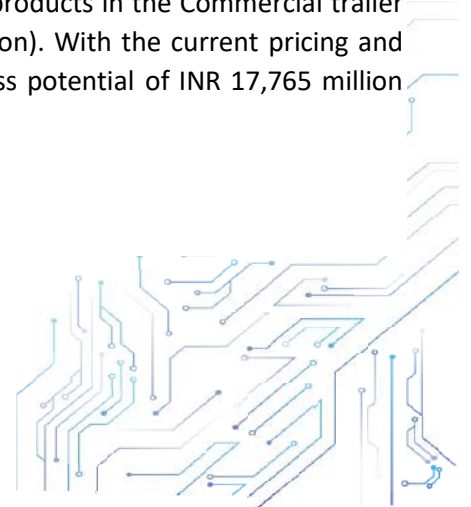 products in the Commercial trailer
on). With the current pricing and
ss potential of INR 17,765 million